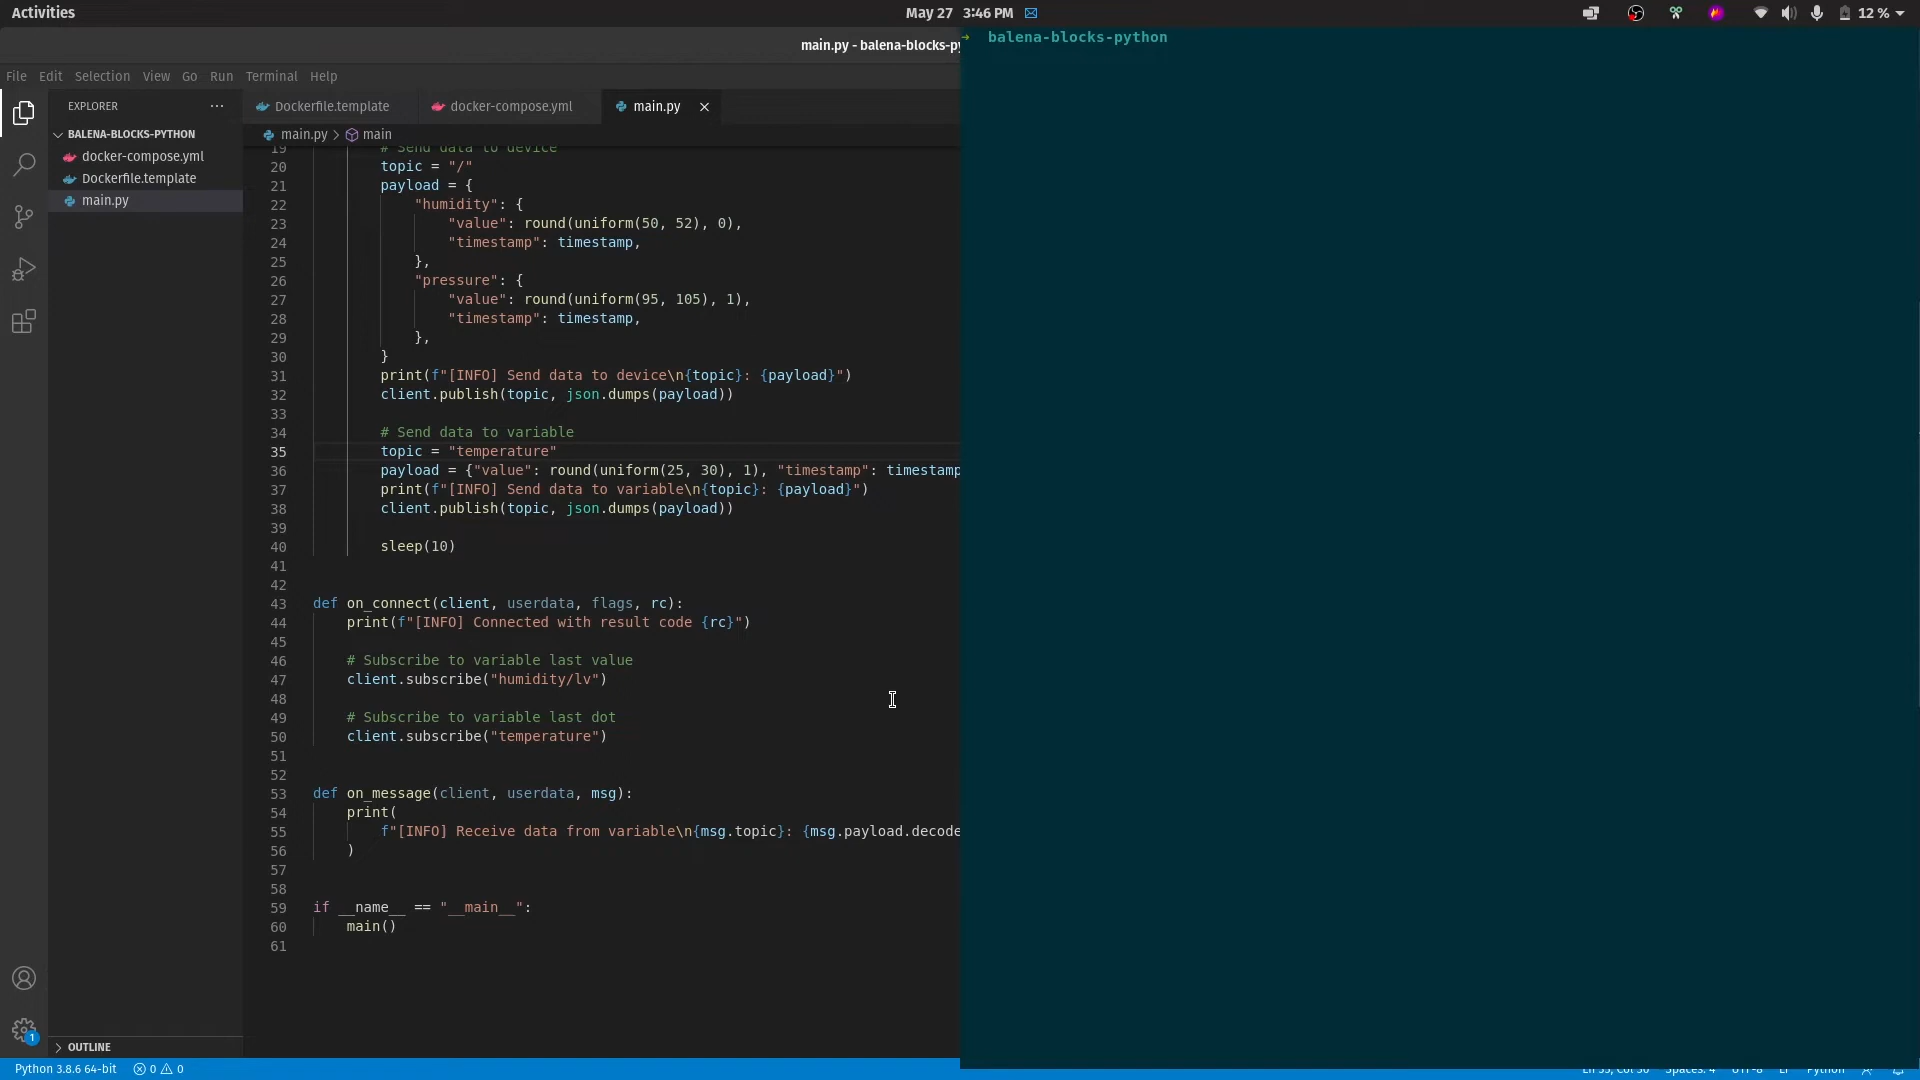 Activities
May 27 3:46 PM
12 %
main.py - balena-blocks-py
→ balena-blocks-python
File Edit Selection View Go Run Terminal Help
EXPLORER
BALENA-BLOCKS-PYTHON
docker-compose.yml
Dockerfile.template
main.py
OUTLINE
Dockerfile.template docker-compose.yml main.py
main.py > main
19 # Send data to device
20 topic = "/"
21 payload = {
22 "humidity": {
23 "value": round(uniform(50, 52), 0),
24 "timestamp": timestamp,
25 },
26 "pressure": {
27 "value": round(uniform(95, 105), 1),
28 "timestamp": timestamp,
29 },
30 }
31 print(f"[INFO] Send data to device\n{topic}: {payload}")
32 client.publish(topic, json.dumps(payload))
33
34 # Send data to variable
35 topic = "temperature"
36 payload = {"value": round(uniform(25, 30), 1), "timestamp": timestamp
37 print(f"[INFO] Send data to variable\n{topic}: {payload}")
38 client.publish(topic, json.dumps(payload))
39
40 sleep(10)
41
42
43 def on_connect(client, userdata, flags, rc):
44 print(f"[INFO] Connected with result code {rc}")
45
46 # Subscribe to variable last value
47 client.subscribe("humidity/lv")
48
49 # Subscribe to variable last dot
50 client.subscribe("temperature")
51
52
53 def on_message(client, userdata, msg):
54 print(
55 f"[INFO] Receive data from variable\n{msg.topic}: {msg.payload.decode
56 )
57
58
59 if __name__ == "__main__":
60 main()
61
1
Python 3.8.6 64-bit 0 0
Ln 35, Col 30 Spaces: 4 UTF-8 LF Python